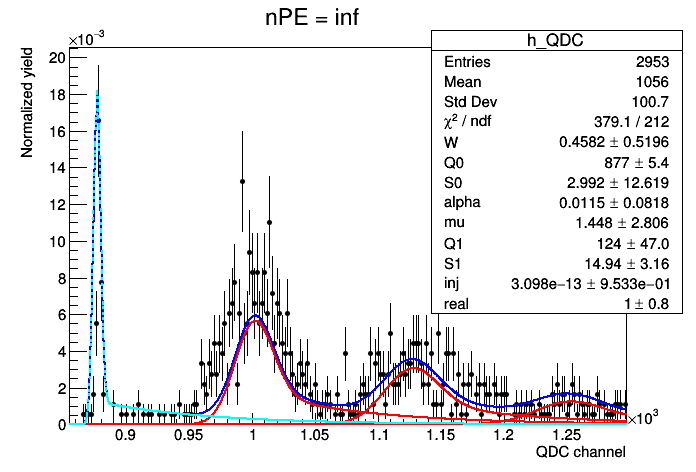 nPE = inf
×10⁻³
h_QDC
Entries 2953
Mean 1056
Std Dev 100.7
χ² / ndf 379.1 / 212
W 0.4582 ± 0.5196
Q0 877 ± 5.4
S0 2.992 ± 12.619
alpha 0.0115 ± 0.0818
mu 1.448 ± 2.806
Q1 124 ± 47.0
S1 14.94 ± 3.16
inj 3.098e−13 ± 9.533e−01
real 1 ± 0.8
Normalized yield
20
18
16
14
12
10
8
6
4
2
0
0.9 0.95 1 1.05 1.1 1.15 1.2 1.25
×10³
QDC channel